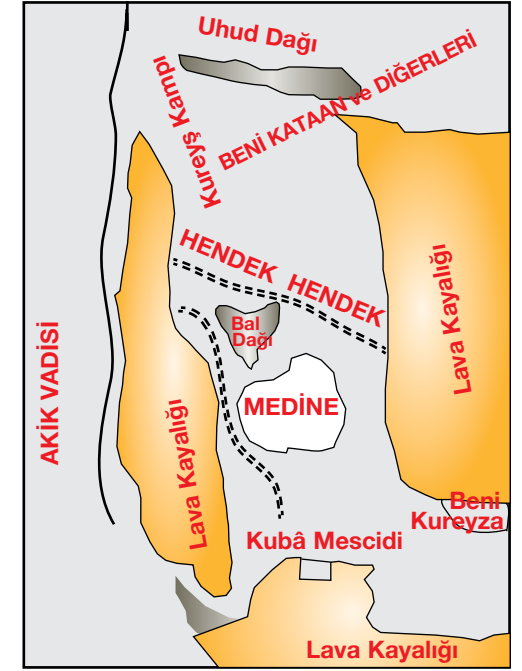 Uhud Dağı
Kureyş Kampı
BENİ KATAAN ve DİĞERLERİ
HENDEK HENDEK
Bal
Dağı
Lava Kayalığı
AKİK VADİSİ
MEDİNE
Lava Kayalığı
Beni
Kureyza
Kubâ Mescidi
Lava Kayalığı